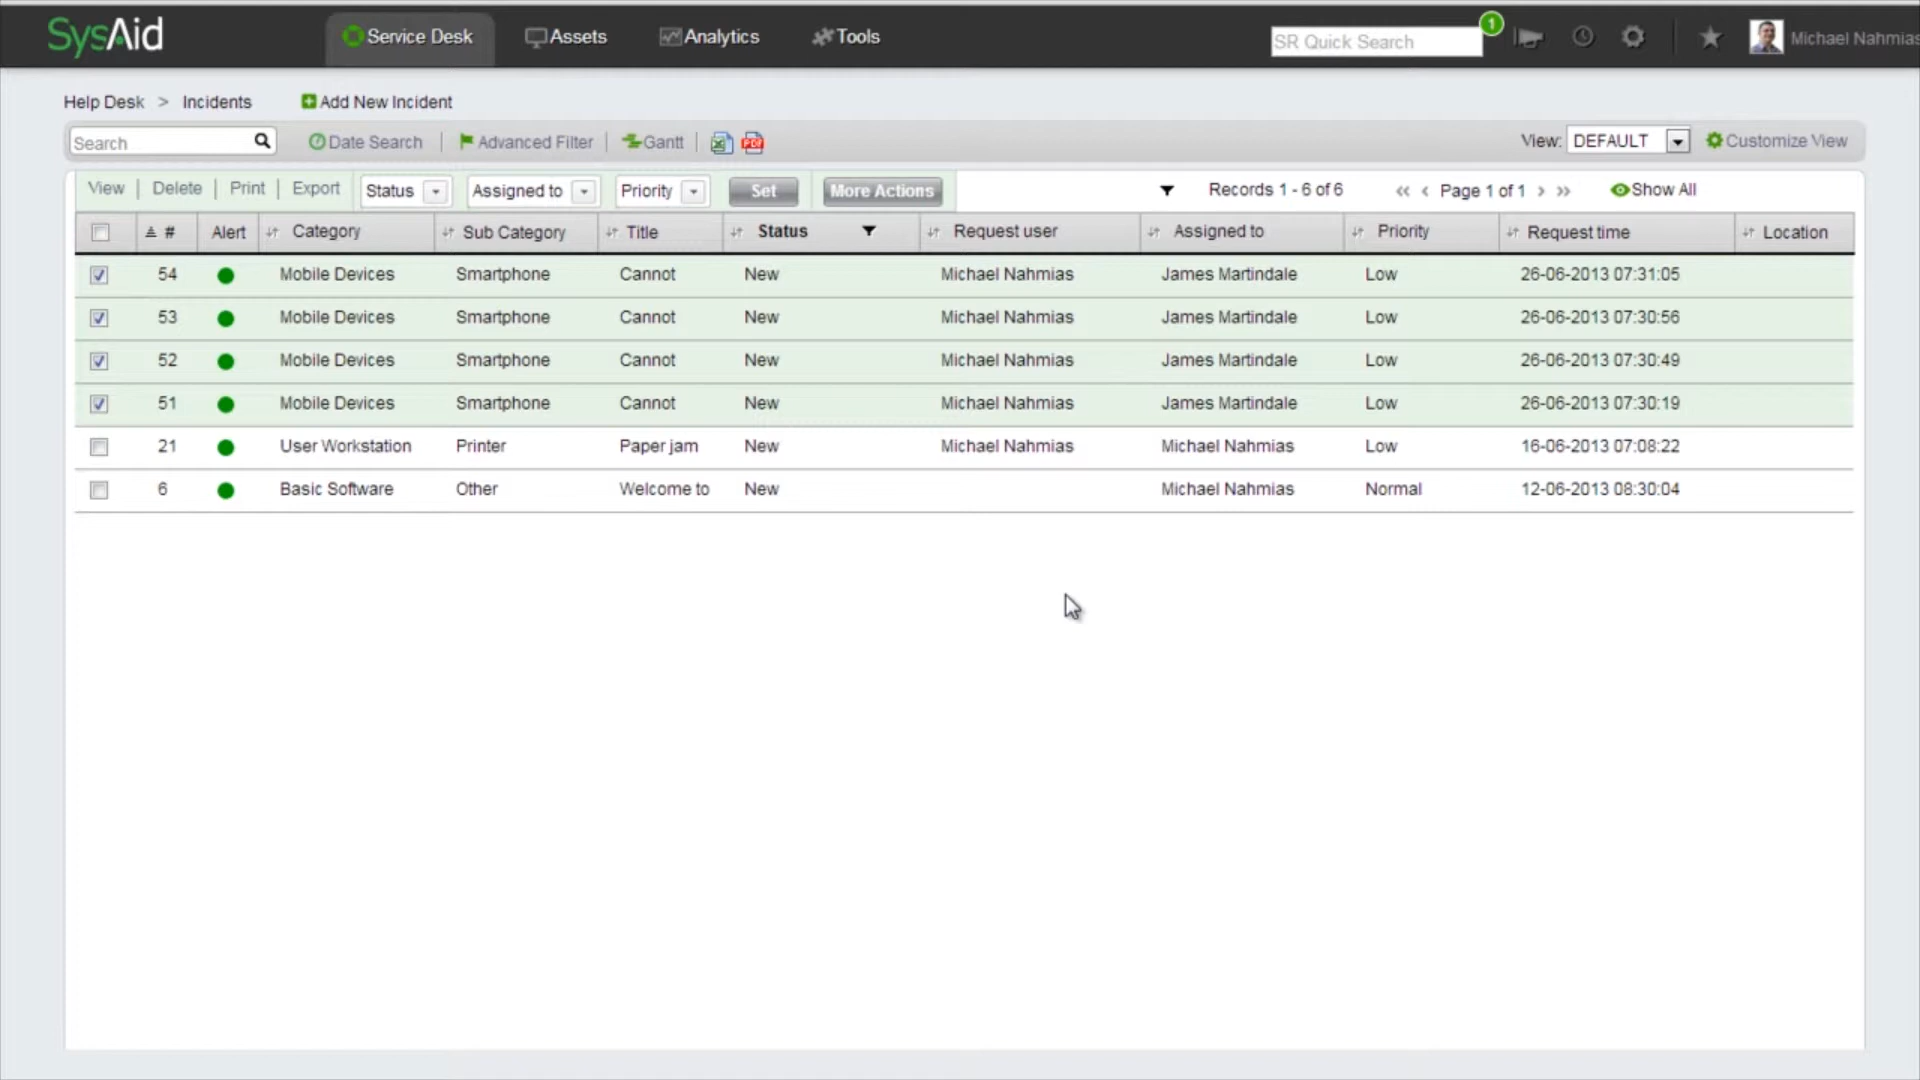 SysAid Service Desk Assets Analytics Tools SR Quick Search 1 Michael Nahmias
Help Desk > Incidents Add New Incident
Search Date Search Advanced Filter Gantt PDF View: DEFAULT Customize View
View Delete Print Export Status Assigned to Priority Set More Actions Records 1 - 6 of 6 « ‹ Page 1 of 1 › » Show All
# Alert Category Sub Category Title Status Request user Assigned to Priority Request time Location
54 Mobile Devices Smartphone Cannot New Michael Nahmias James Martindale Low 26-06-2013 07:31:05
53 Mobile Devices Smartphone Cannot New Michael Nahmias James Martindale Low 26-06-2013 07:30:56
52 Mobile Devices Smartphone Cannot New Michael Nahmias James Martindale Low 26-06-2013 07:30:49
51 Mobile Devices Smartphone Cannot New Michael Nahmias James Martindale Low 26-06-2013 07:30:19
21 User Workstation Printer Paper jam New Michael Nahmias Michael Nahmias Low 16-06-2013 07:08:22
6 Basic Software Other Welcome to New Michael Nahmias Normal 12-06-2013 08:30:04